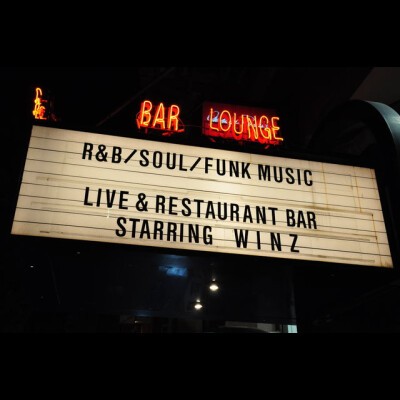 BAR LOUNGE
R&B/SOUL/FUNK MUSIC
LIVE & RESTAURANT BAR
STARRING WINZ